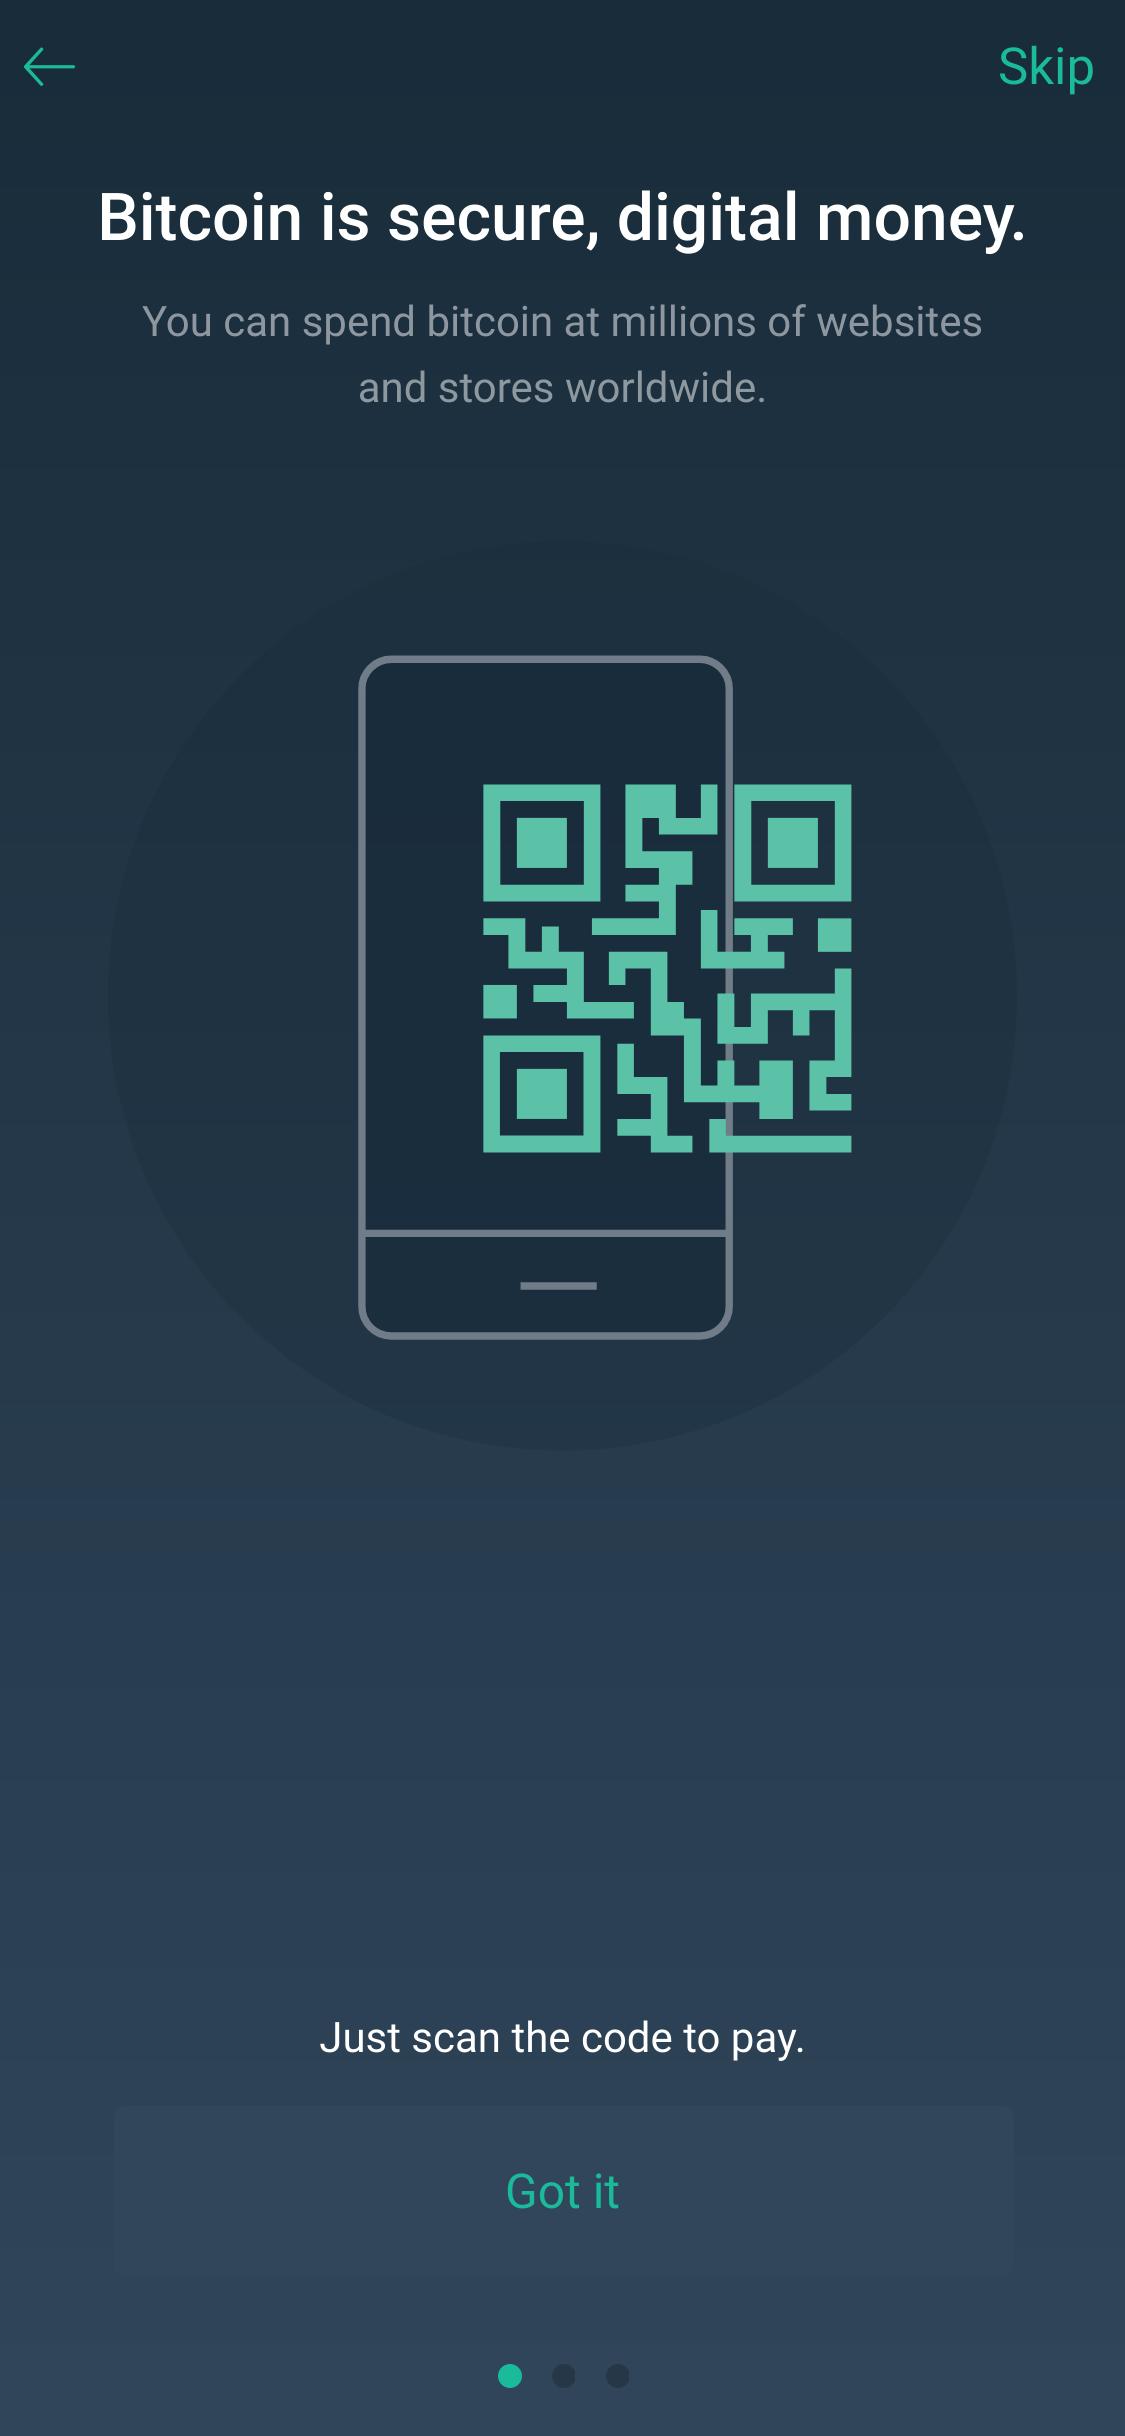 Skip
Bitcoin is secure, digital money.
You can spend bitcoin at millions of websites
and stores worldwide.
Just scan the code to pay.
Got it